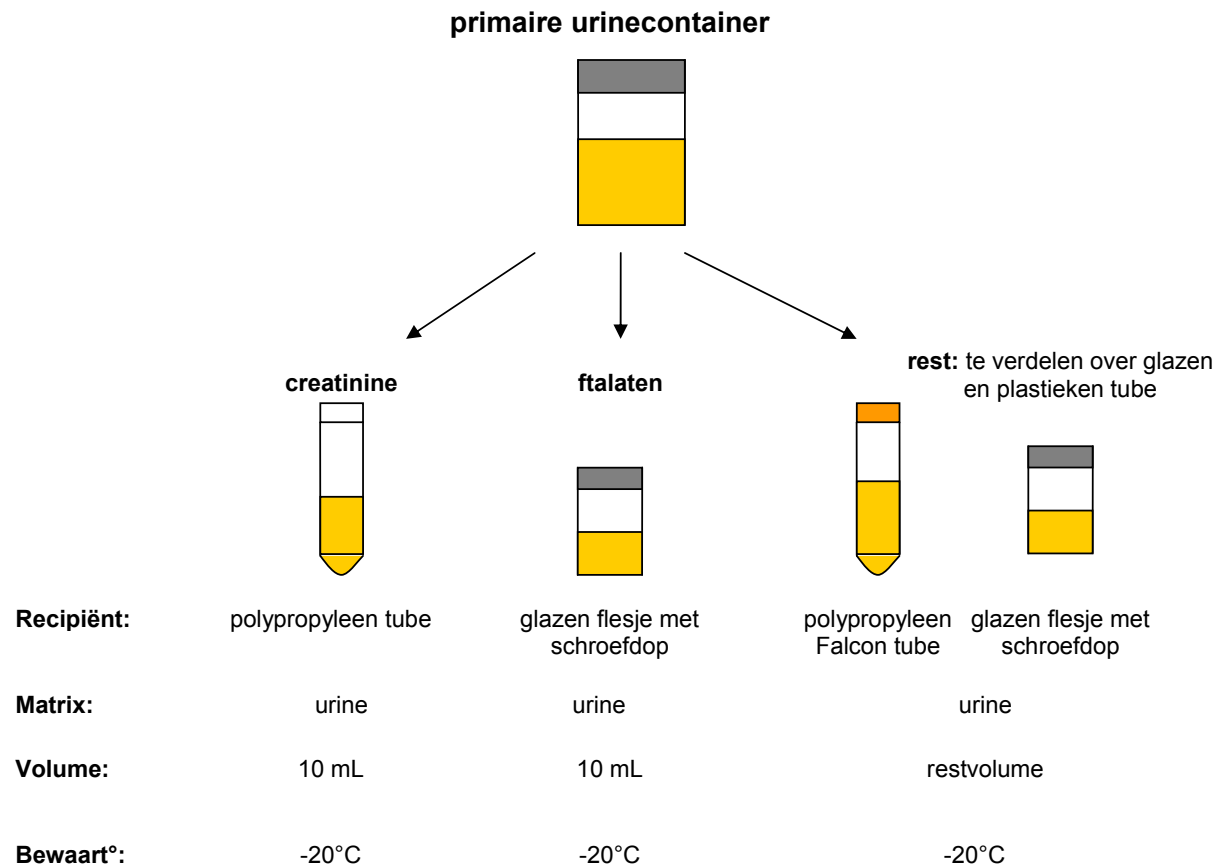 primaire urinecontainer
creatinine
ftalaten
rest: te verdelen over glazen
en plastieken tube
Recipiënt: polypropyleen tube glazen flesje met polypropyleen glazen flesje met
schroefdop Falcon tube schroefdop
Matrix: urine urine urine
Volume: 10 mL 10 mL restvolume
Bewaart°: -20°C -20°C -20°C